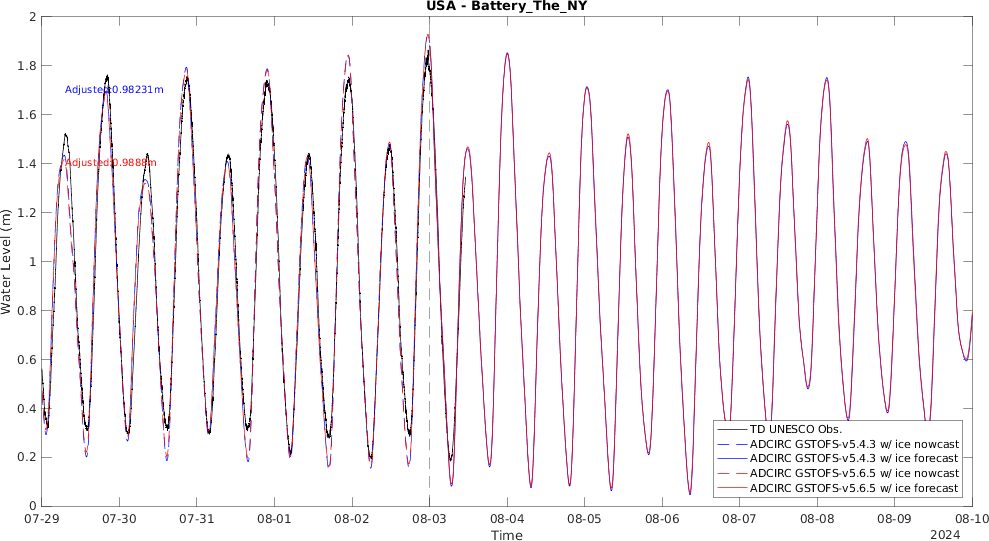 USA - Battery_The_NY
2
1.8
1.6
1.4
1.2
1
0.8
0.6
0.4
0.2
0
Water Level (m)
Adjusted:0.98231m
Adjusted:0.9888m
TD UNESCO Obs.
ADCIRC GSTOFS-v5.4.3 w/ ice nowcast
ADCIRC GSTOFS-v5.4.3 w/ ice forecast
ADCIRC GSTOFS-v5.6.5 w/ ice nowcast
ADCIRC GSTOFS-v5.6.5 w/ ice forecast
07-29 07-30 07-31 08-01 08-02 08-03 08-04 08-05 08-06 08-07 08-08 08-09 08-10
Time
2024